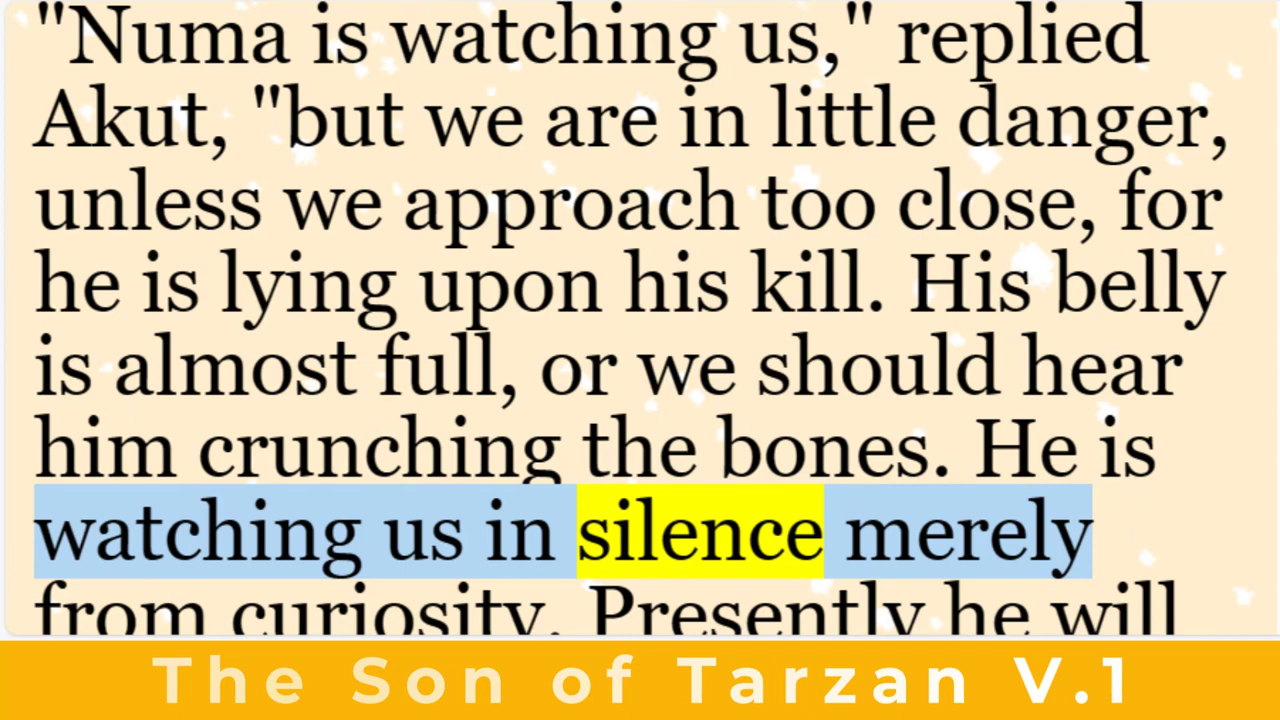 "Numa is watching us," replied
Akut, "but we are in little danger,
unless we approach too close, for
he is lying upon his kill. His belly
is almost full, or we should hear
him crunching the bones. He is
watching us in silence merely
from curiosity. Presently he will
The Son of Tarzan V.1